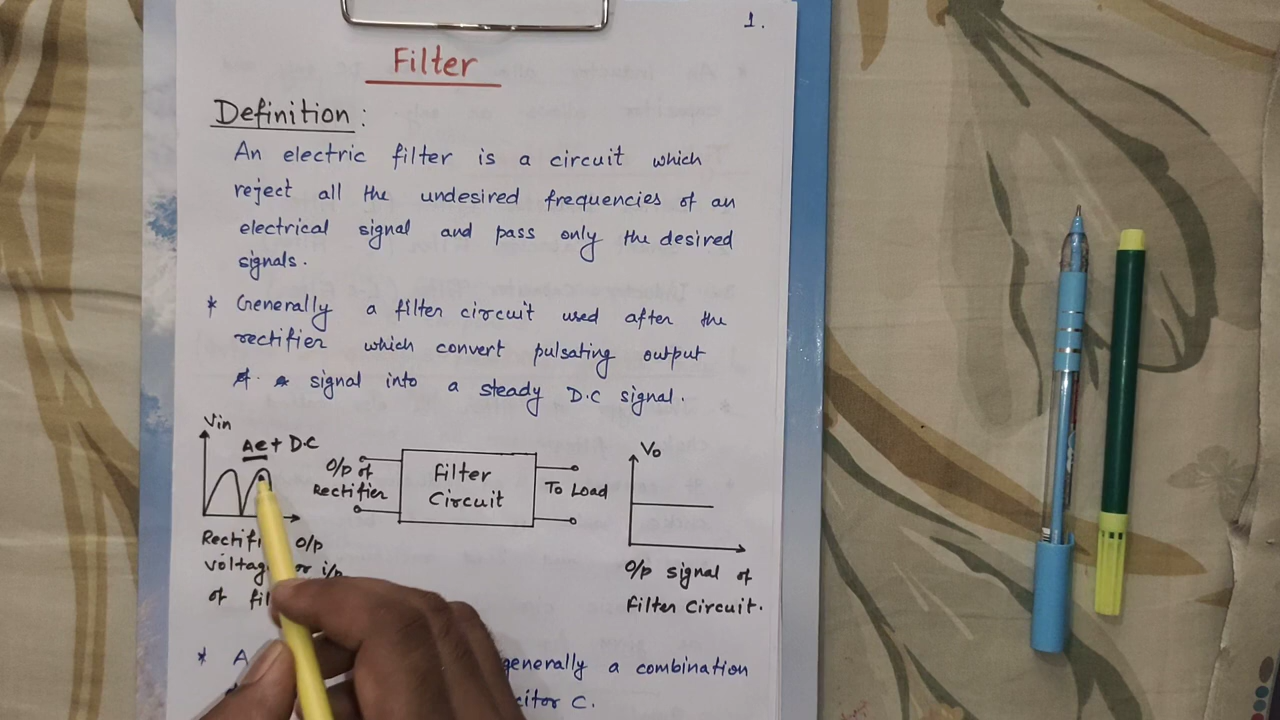 1.
Filter
Definition :
An electric filter is a circuit which
reject all the undesired frequencies of an
electrical signal and pass only the desired
signals.
* Generally a filter circuit used after the
rectifier which convert pulsating output
signal into a steady D.C signal.
Vin
AC + D.C
O/p of
Rectifier
Filter
Circuit
To Load
Vo
Rectifi O/p
voltag or i/p
of fil
O/p signal of
Filter Circuit.
* A generally a combination
citor C.